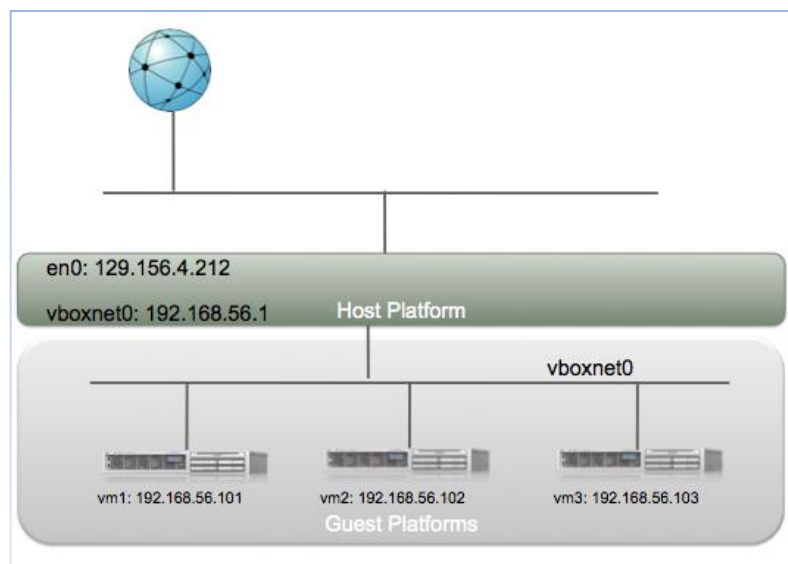 en0: 129.156.4.212
vboxnet0: 192.168.56.1
Host Platform
vboxnet0
vm1: 192.168.56.101
vm2: 192.168.56.102
vm3: 192.168.56.103
Guest Platforms